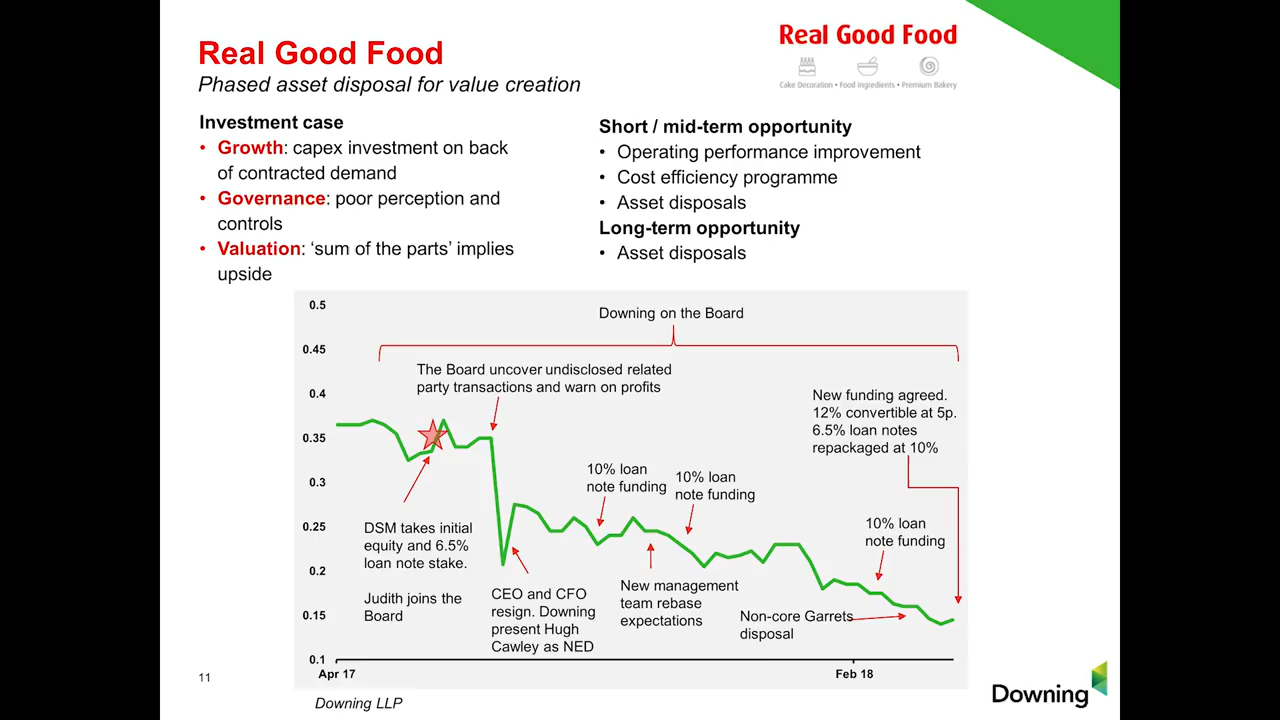 Real Good Food
Phased asset disposal for value creation
Real Good Food
Cake Decoration • Food Ingredients • Premium Bakery
Investment case
• Growth: capex investment on back
of contracted demand
• Governance: poor perception and
controls
• Valuation: ‘sum of the parts’ implies
upside
Short / mid-term opportunity
• Operating performance improvement
• Cost efficiency programme
• Asset disposals
Long-term opportunity
• Asset disposals
0.5
0.45
0.4
0.35
0.3
0.25
0.2
0.15
0.1
Apr 17
Feb 18
Downing on the Board
The Board uncover undisclosed related
party transactions and warn on profits
New funding agreed.
12% convertible at 5p.
6.5% loan notes
repackaged at 10%
10% loan
note funding
10% loan
note funding
10% loan
note funding
DSM takes initial
equity and 6.5%
loan note stake.
Judith joins the
Board
CEO and CFO
resign. Downing
present Hugh
Cawley as NED
New management
team rebase
expectations
Non-core Garrets
disposal
11
Downing LLP
Downing